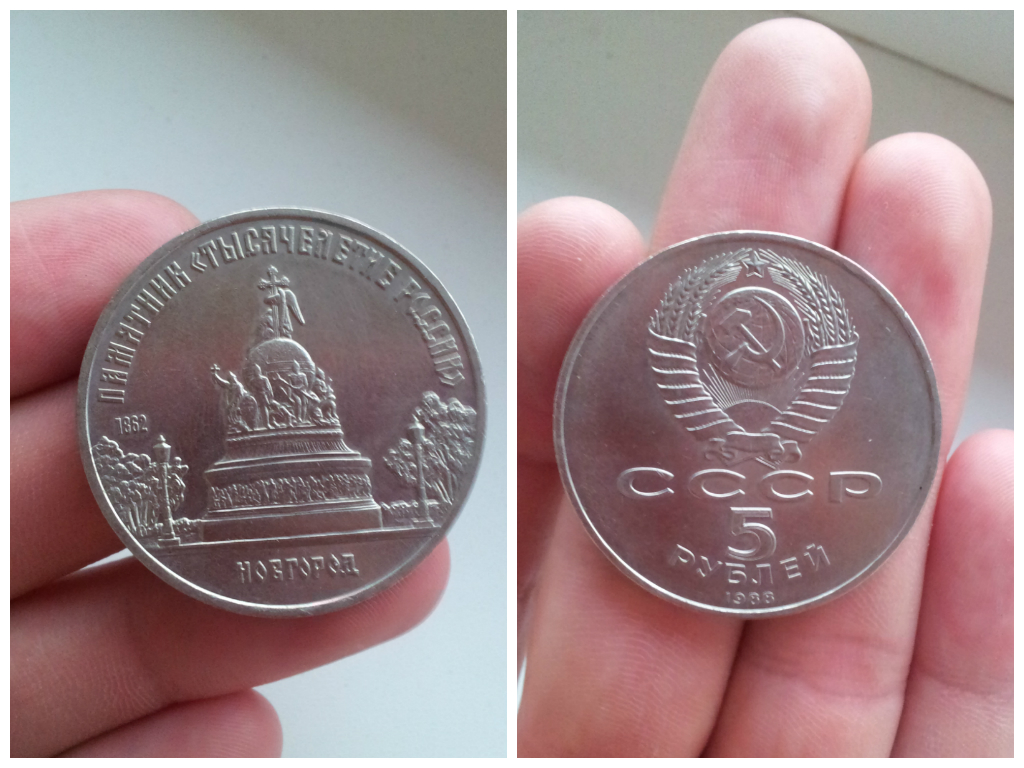 ПАМЯТНИК «ТЫСЯЧЕЛЕТИЕ РОССИИ»
1862
НОВГОРОД
СССР
5
РУБЛЕЙ
1988